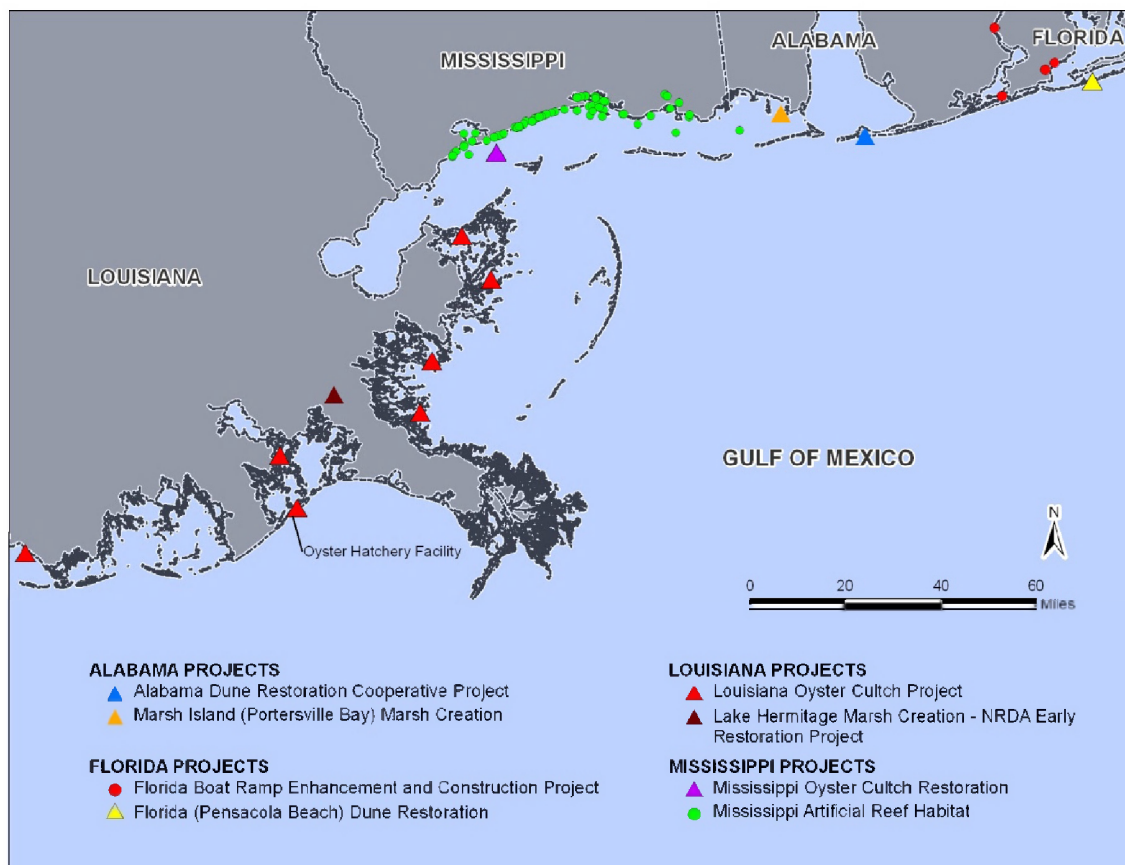 MISSISSIPPI
ALABAMA
FLORIDA
LOUISIANA
GULF OF MEXICO
N
Oyster Hatchery Facility
0 20 40 60
Miles
ALABAMA PROJECTS
Alabama Dune Restoration Cooperative Project
Marsh Island (Portersville Bay) Marsh Creation
FLORIDA PROJECTS
Florida Boat Ramp Enhancement and Construction Project
Florida (Pensacola Beach) Dune Restoration
LOUISIANA PROJECTS
Louisiana Oyster Cultch Project
Lake Hermitage Marsh Creation - NRDA Early
Restoration Project
MISSISSIPPI PROJECTS
Mississippi Oyster Cultch Restoration
Mississippi Artificial Reef Habitat